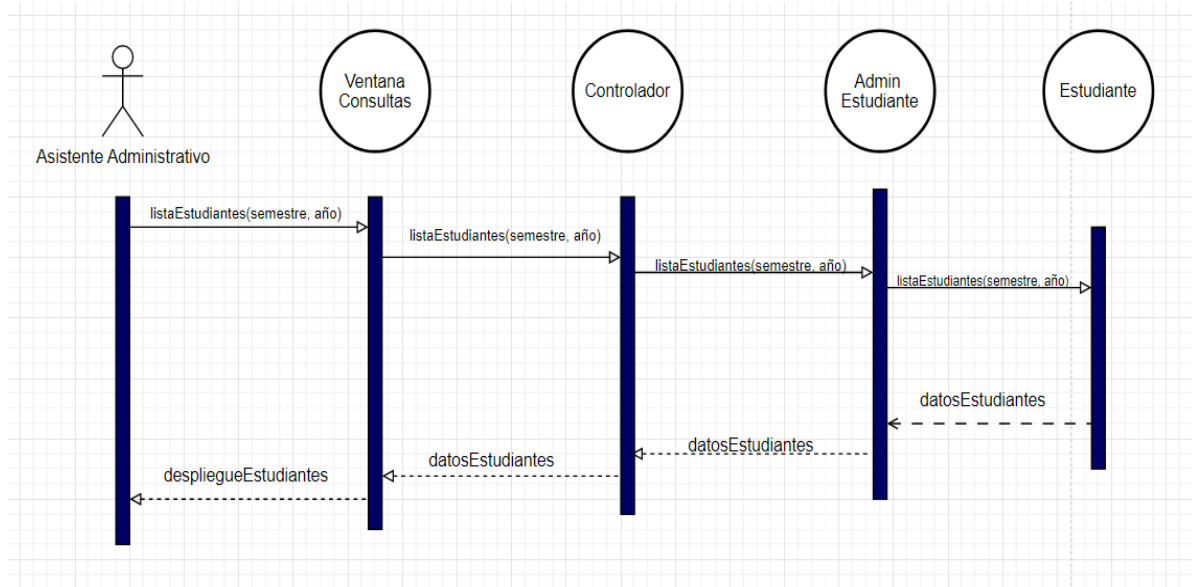 Ventana
Consultas
Controlador
Admin
Estudiante
Estudiante
Asistente Administrativo
listaEstudiantes(semestre, año)
listaEstudiantes(semestre, año)
listaEstudiantes(semestre, año)
listaEstudiantes(semestre, año)
datosEstudiantes
datosEstudiantes
datosEstudiantes
despliegueEstudiantes